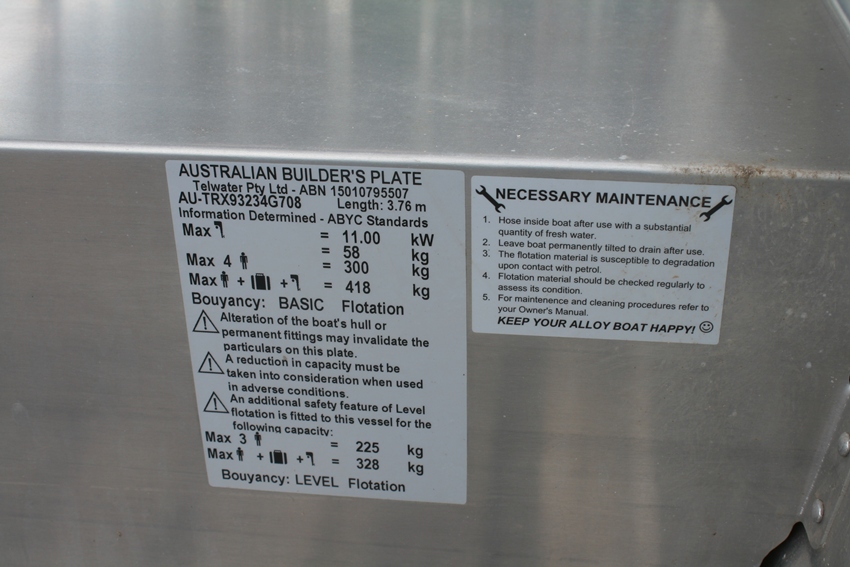 AUSTRALIAN BUILDER'S PLATE
Telwater Pty Ltd - ABN 15010795507
AU-TRX93234G708 Length: 3.76 m
Information Determined - ABYC Standards
Max = 11.00 kW
= 58 kg
Max 4 = 300 kg
Max + + = 418 kg
Bouyancy: BASIC Flotation
Alteration of the boat's hull or
permanent fittings may invalidate the
particulars on this plate.
A reduction in capacity must be
taken into consideration when used
in adverse conditions.
An additional safety feature of Level
flotation is fitted to this vessel for the
following capacity:
Max 3 = 225 kg
Max + + = 328 kg
Bouyancy: LEVEL Flotation
NECESSARY MAINTENANCE
1. Hose inside boat after use with a substantial
quantity of fresh water.
2. Leave boat permanently tilted to drain after use.
3. The flotation material is susceptible to degradation
upon contact with petrol.
4. Flotation material should be checked regularly to
assess its condition.
5. For maintenence and cleaning procedures refer to
your Owner's Manual.
KEEP YOUR ALLOY BOAT HAPPY!